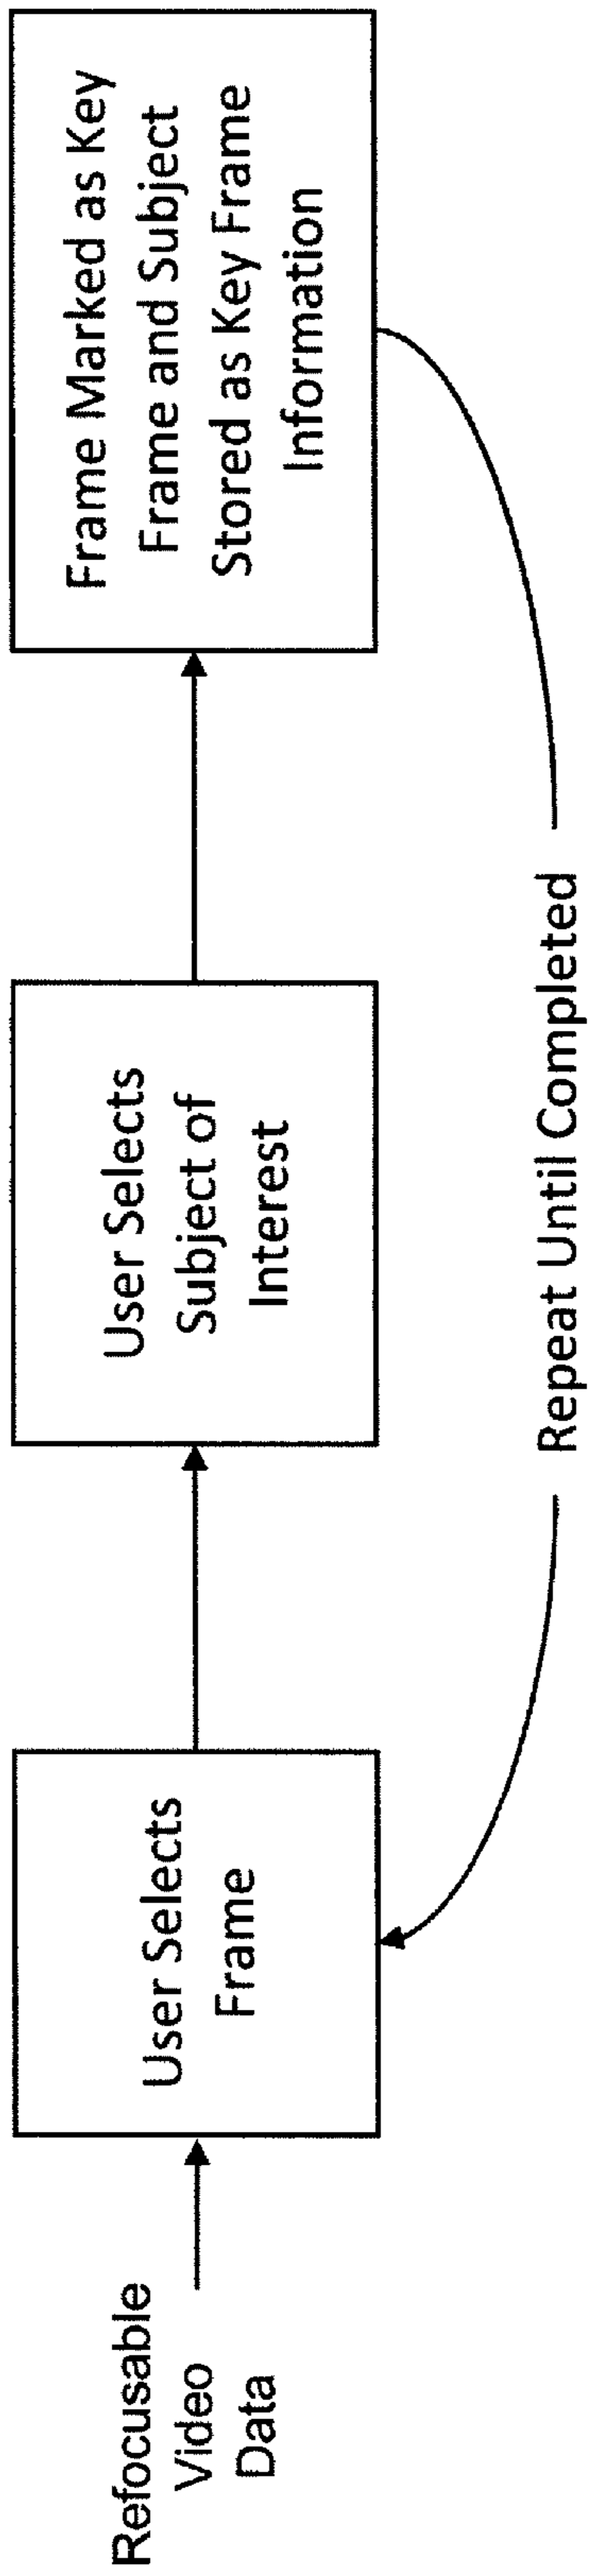 Refocusable
Video
Data
User Selects
Frame
User Selects
Subject of
Interest
Frame Marked as Key
Frame and Subject
Stored as Key Frame
Information
Repeat Until Completed